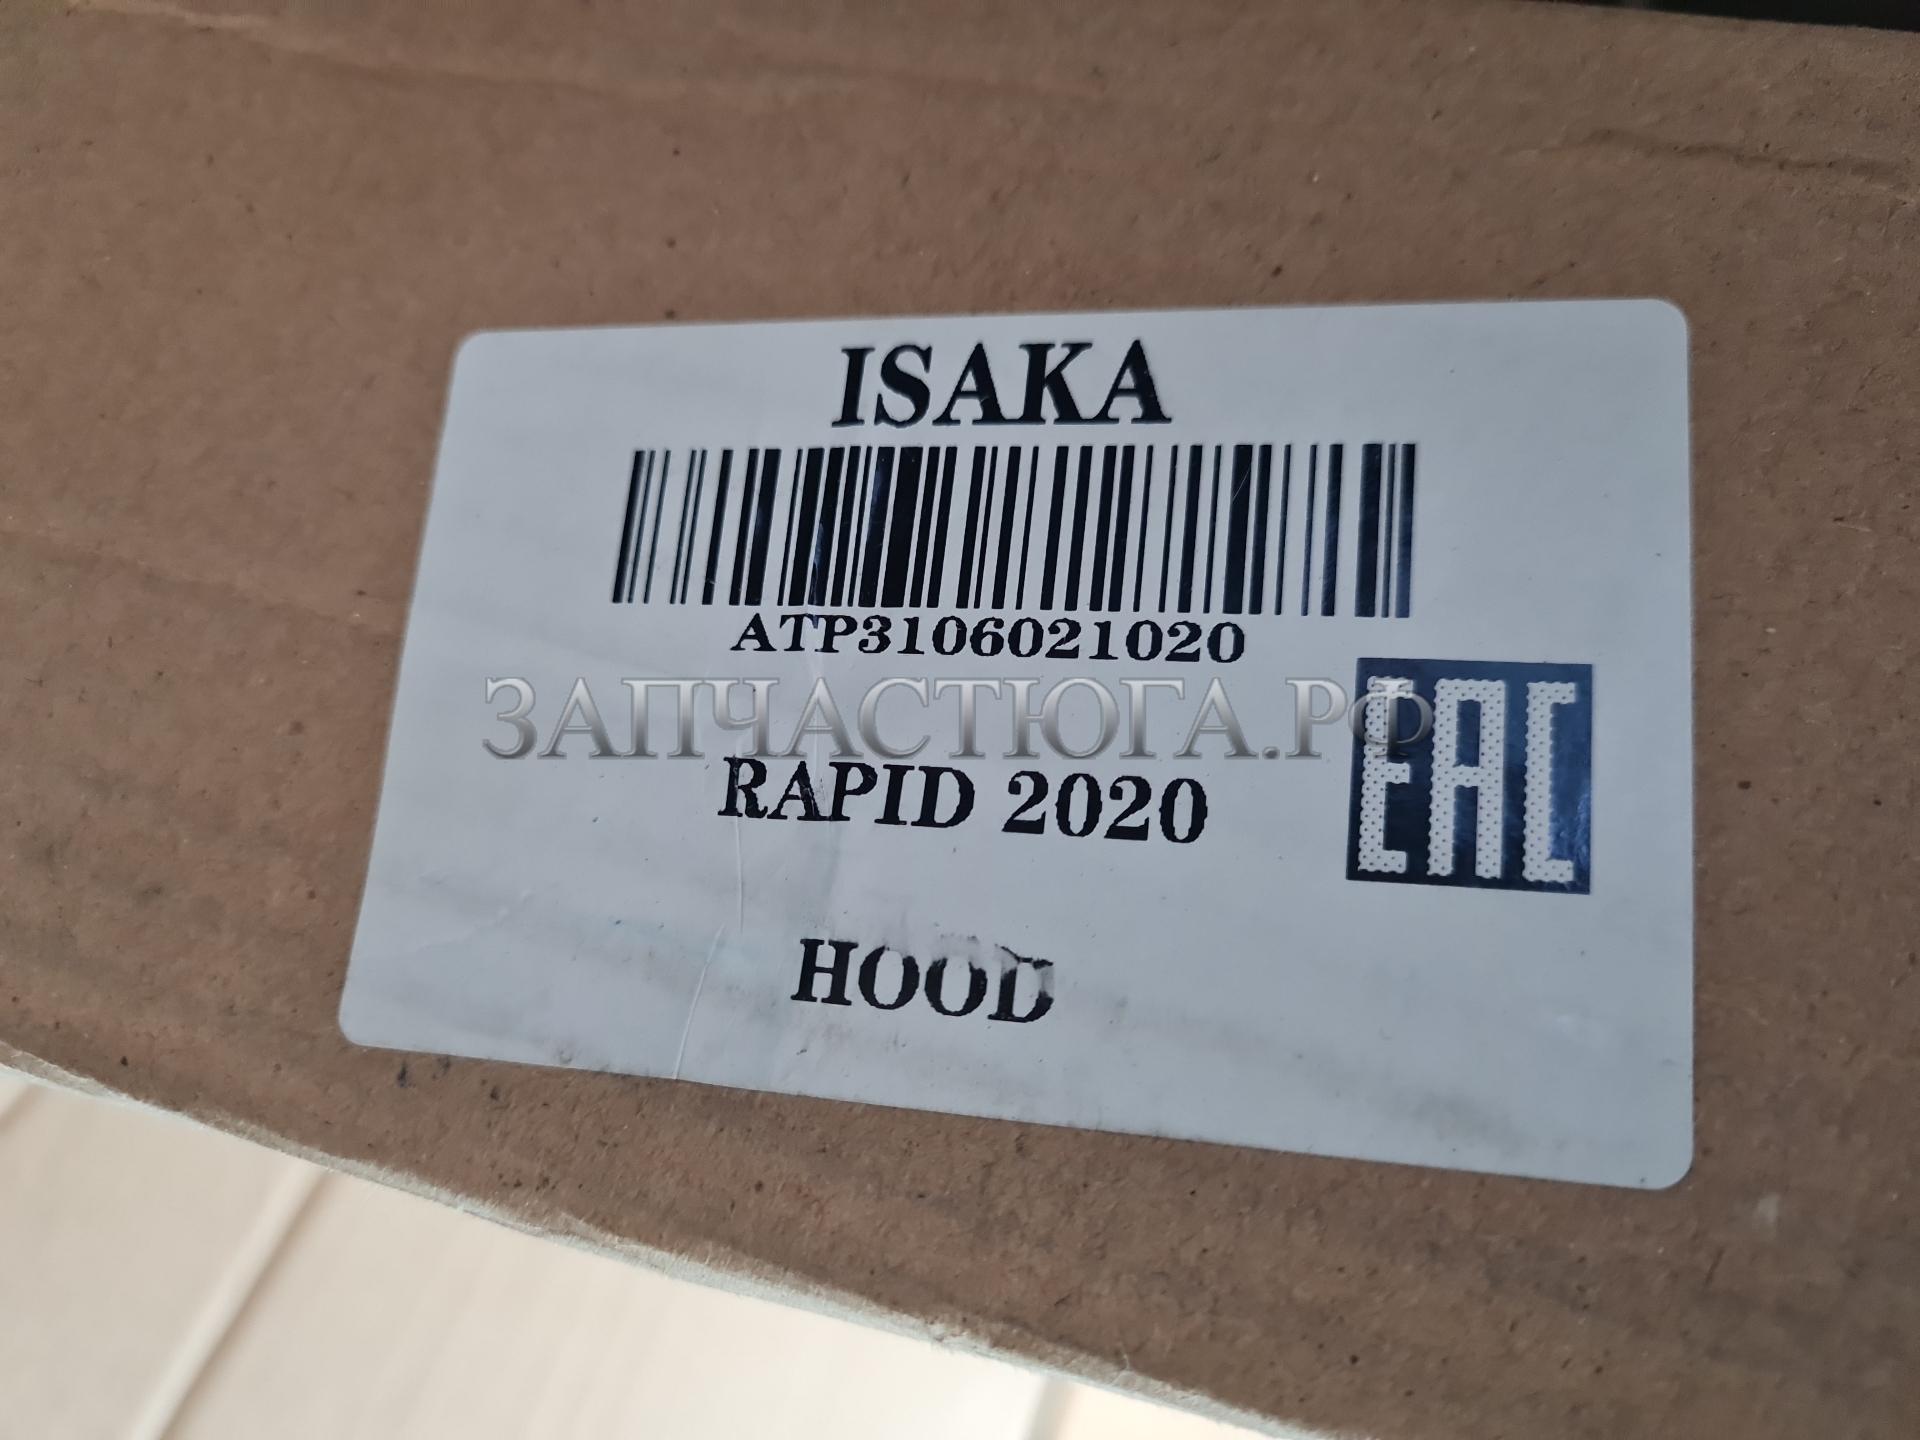 ISAKA
ATP3106021020
ЗАПЧАСТЮГА.РФ
EAC
RAPID 2020
HOOD